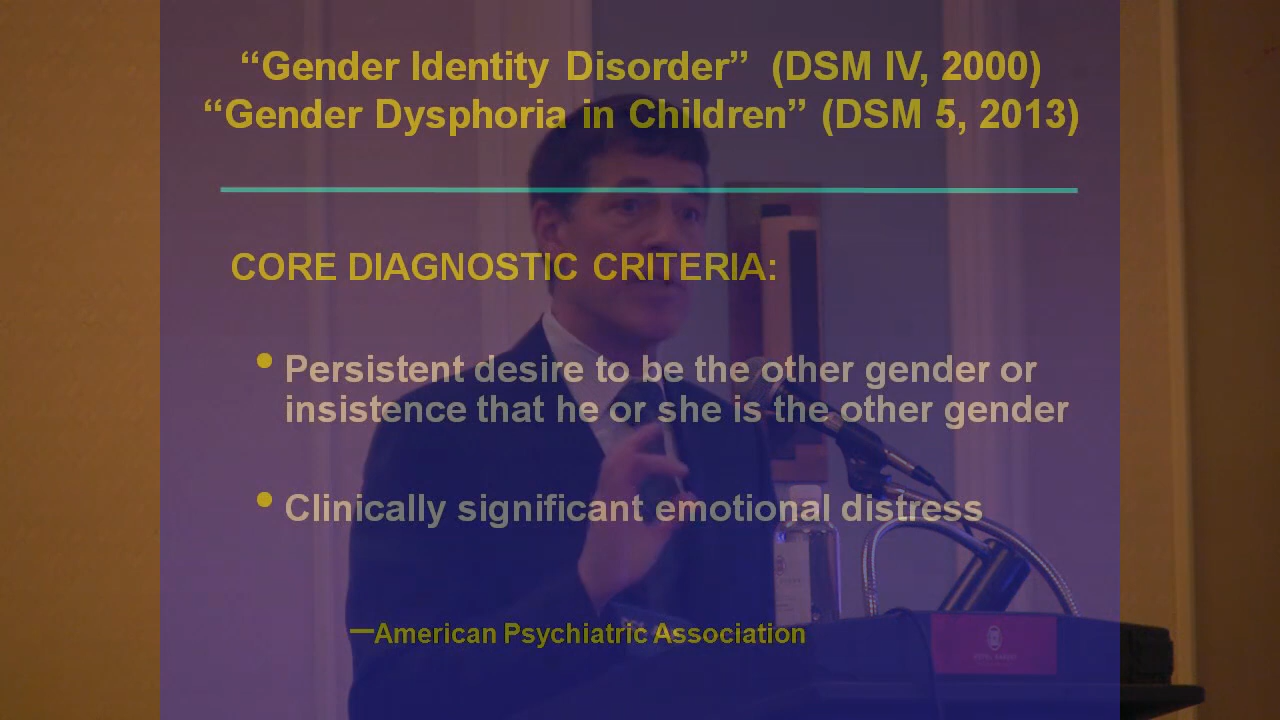 “Gender Identity Disorder” (DSM IV, 2000)
“Gender Dysphoria in Children” (DSM 5, 2013)
CORE DIAGNOSTIC CRITERIA:
• Persistent desire to be the other gender or
insistence that he or she is the other gender
• Clinically significant emotional distress
–American Psychiatric Association